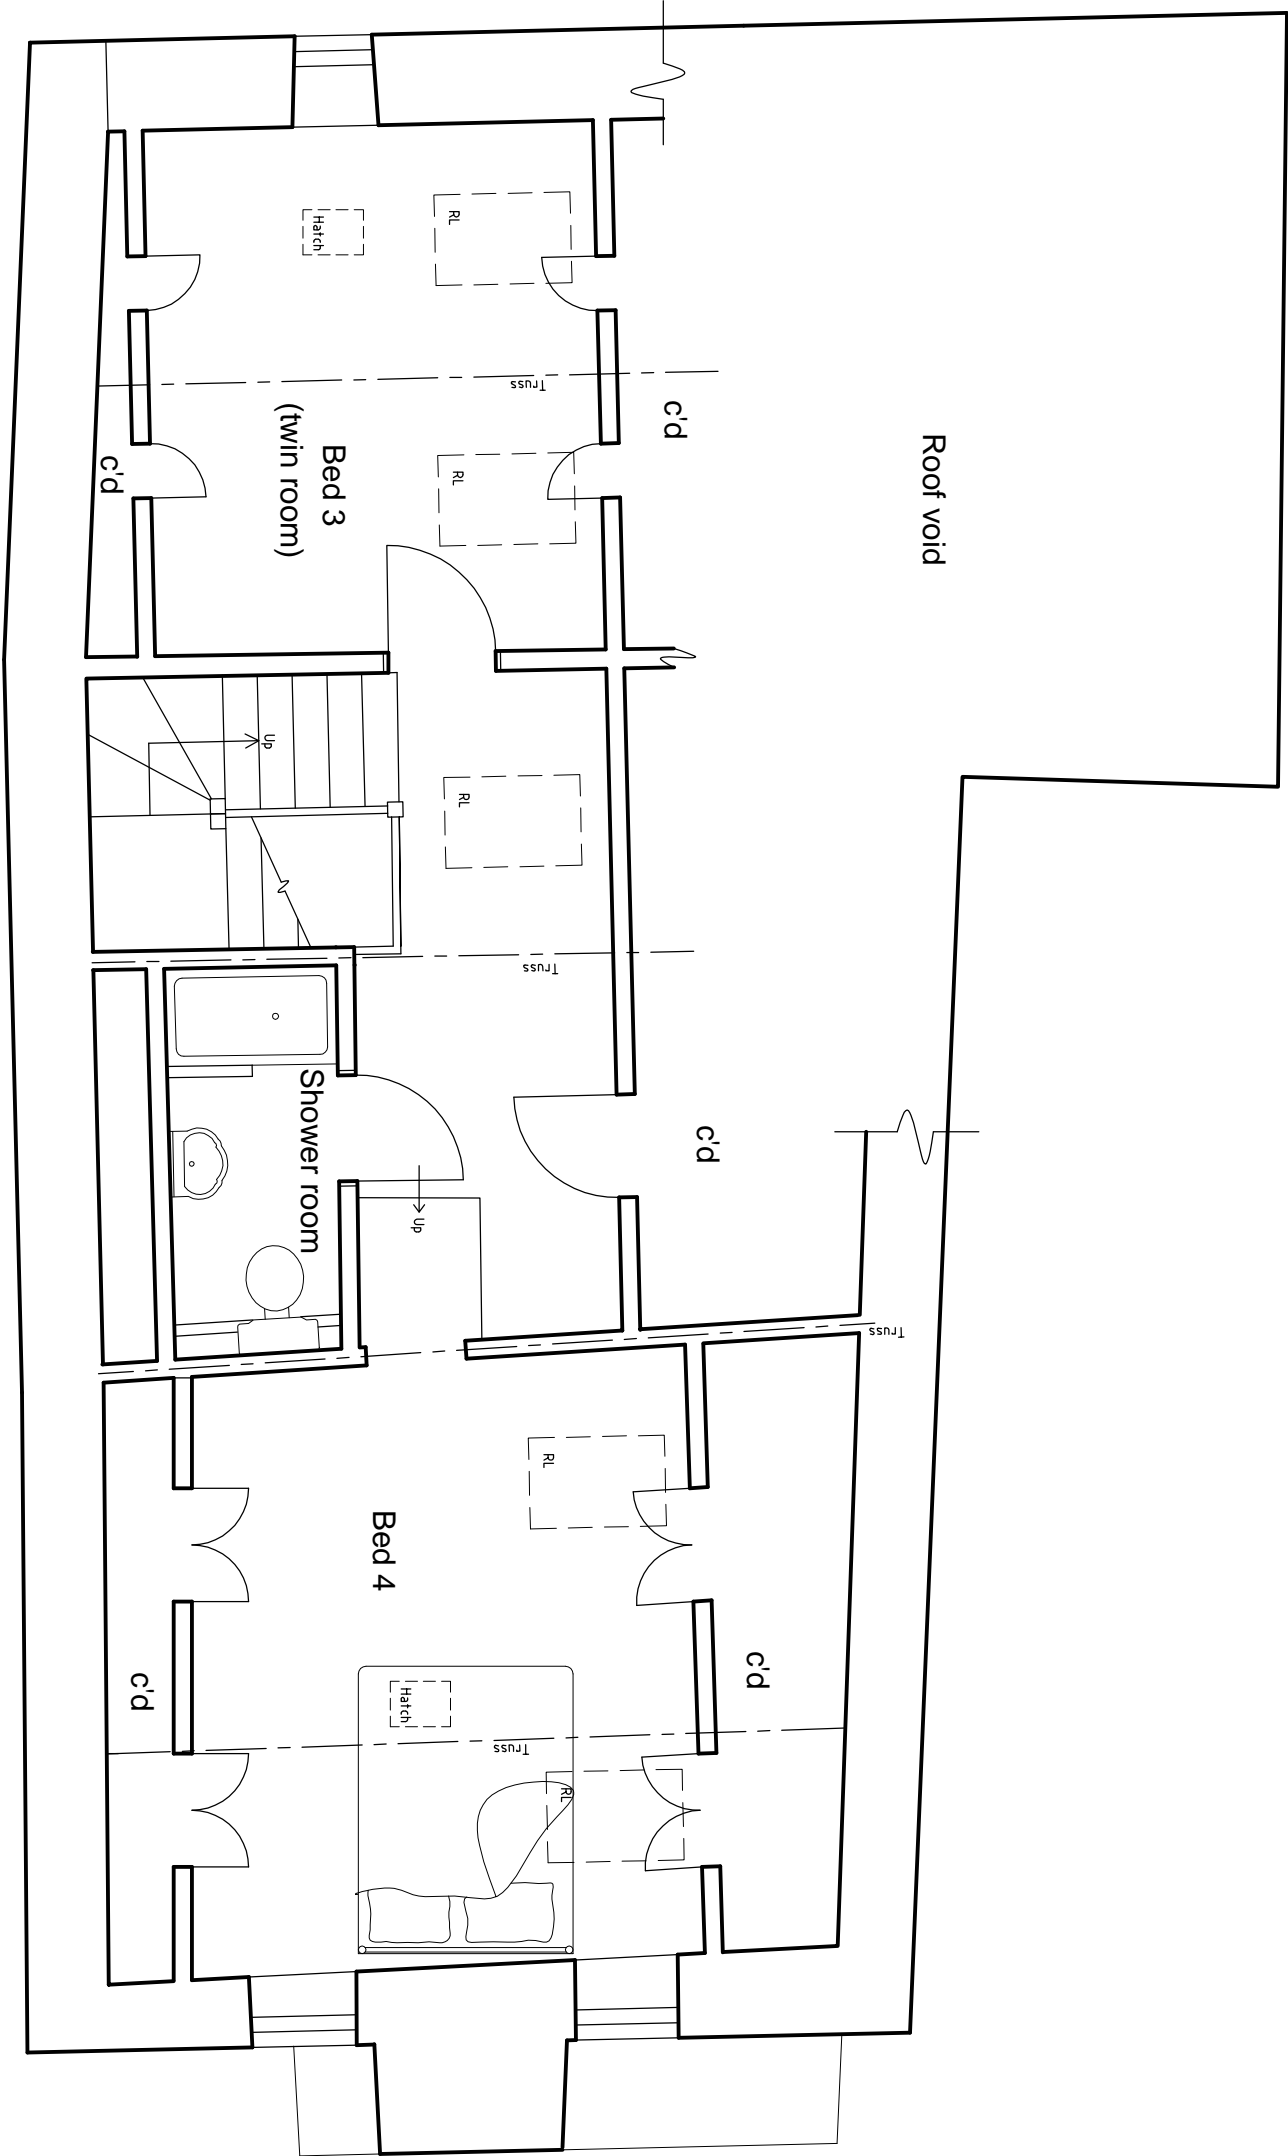 RL
Hatch
Truss
c'd
Roof void
c'd
Bed 3
(twin room)
RL
Up
RL
Truss
Shower room
c'd
Up
Truss
RL
Bed 4
c'd
c'd
Hatch
Truss
RL